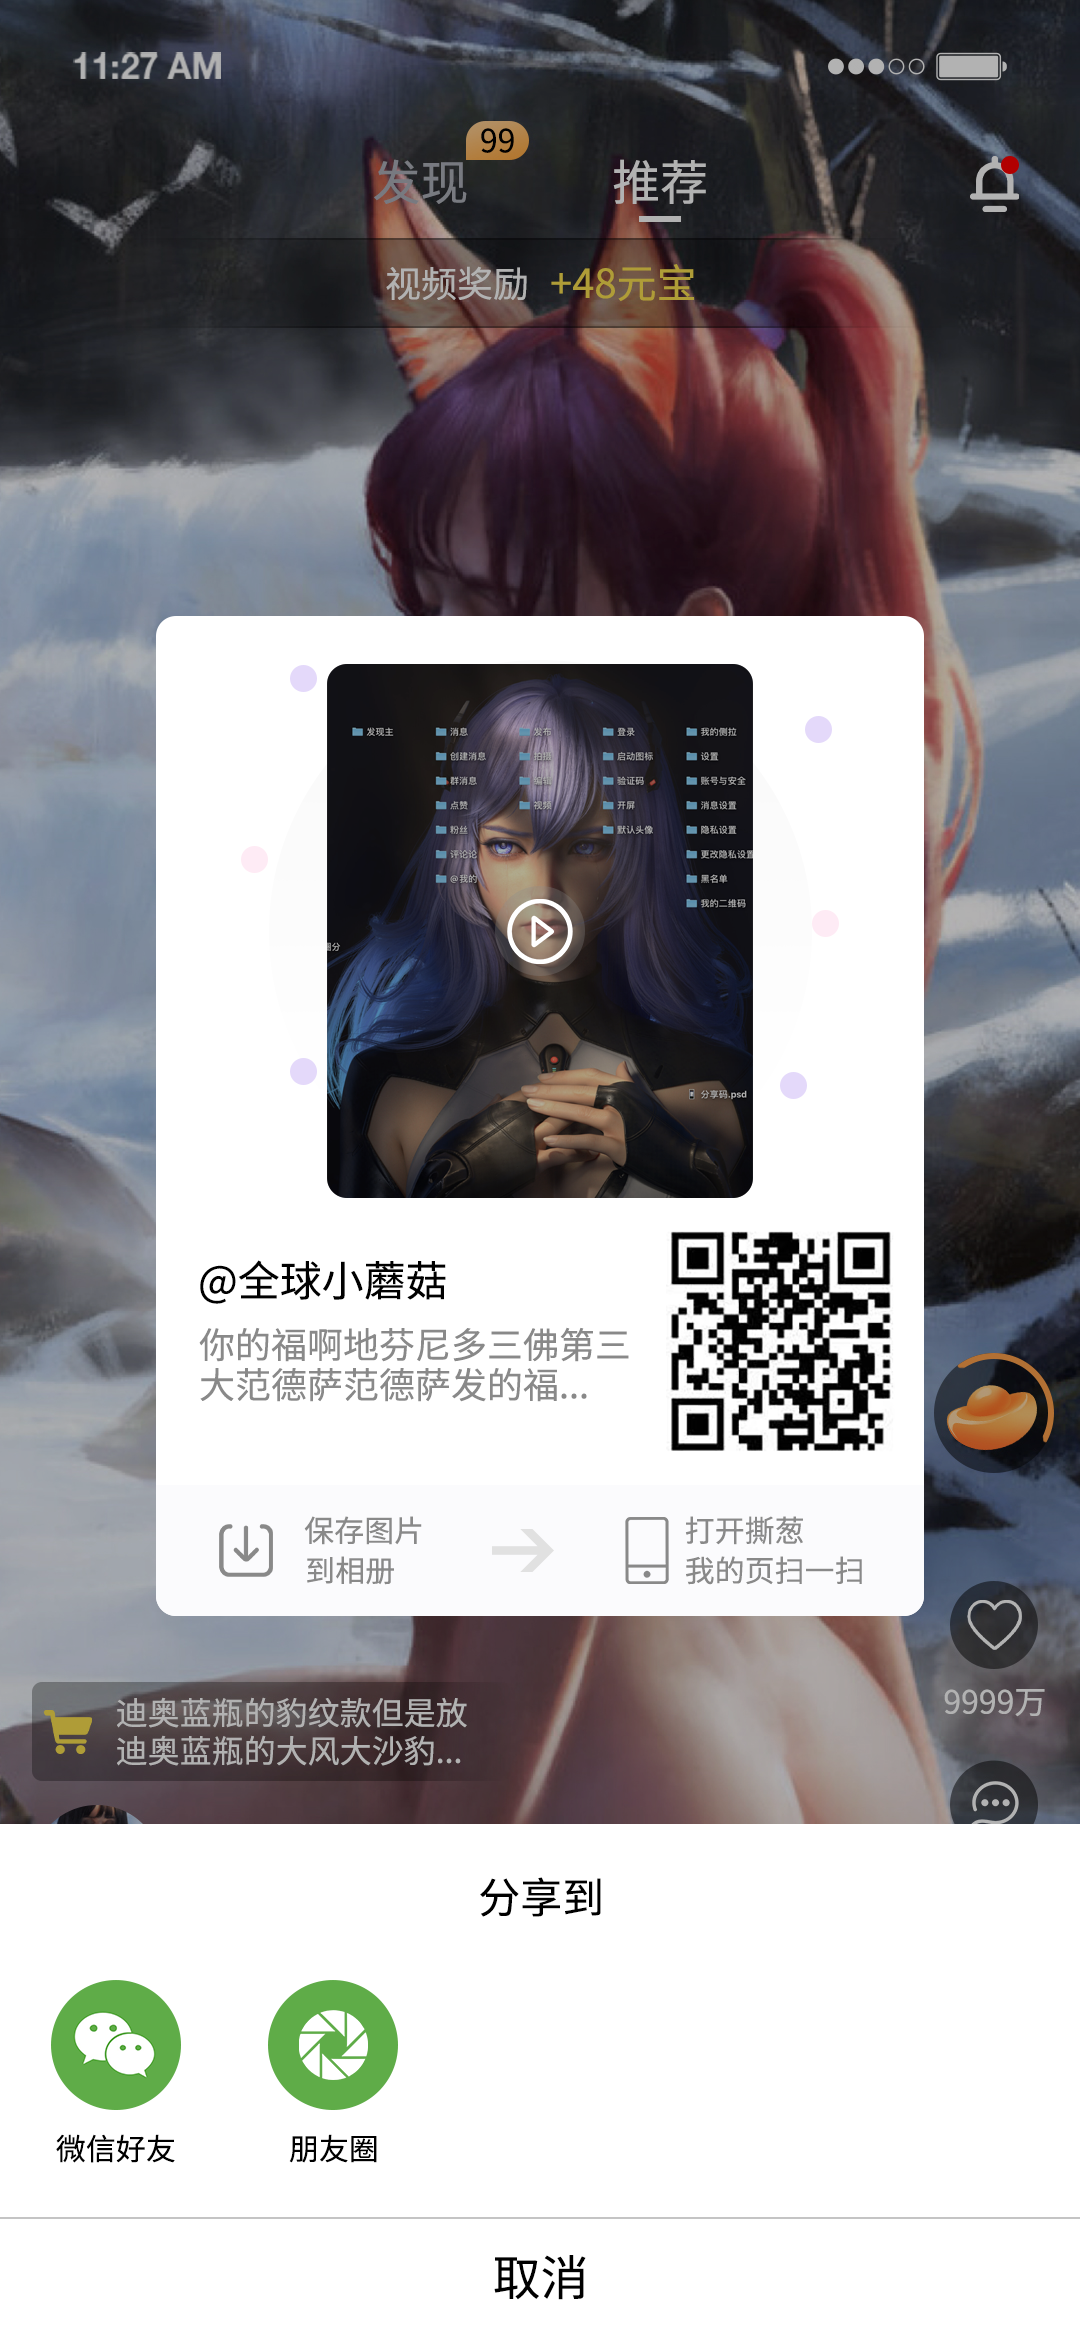 11:27 AM
99
发现
推荐
视频奖励 +48元宝
发现主
消息
发布
登录
我的侧拉
创建消息
拍摄
启动图标
设置
群消息
编辑
验证码
账号与安全
点赞
视频
开屏
消息设置
粉丝
默认头像
隐私设置
评论论
更改隐私设置
@我的
黑名单
我的二维码
分享码.psd
@全球小蘑菇
你的福啊地芬尼多三佛第三
大范德萨范德萨发的福...
保存图片
到相册
打开撕葱
我的页扫一扫
9999万
迪奥蓝瓶的豹纹款但是放
迪奥蓝瓶的大风大沙豹...
分享到
微信好友
朋友圈
取消